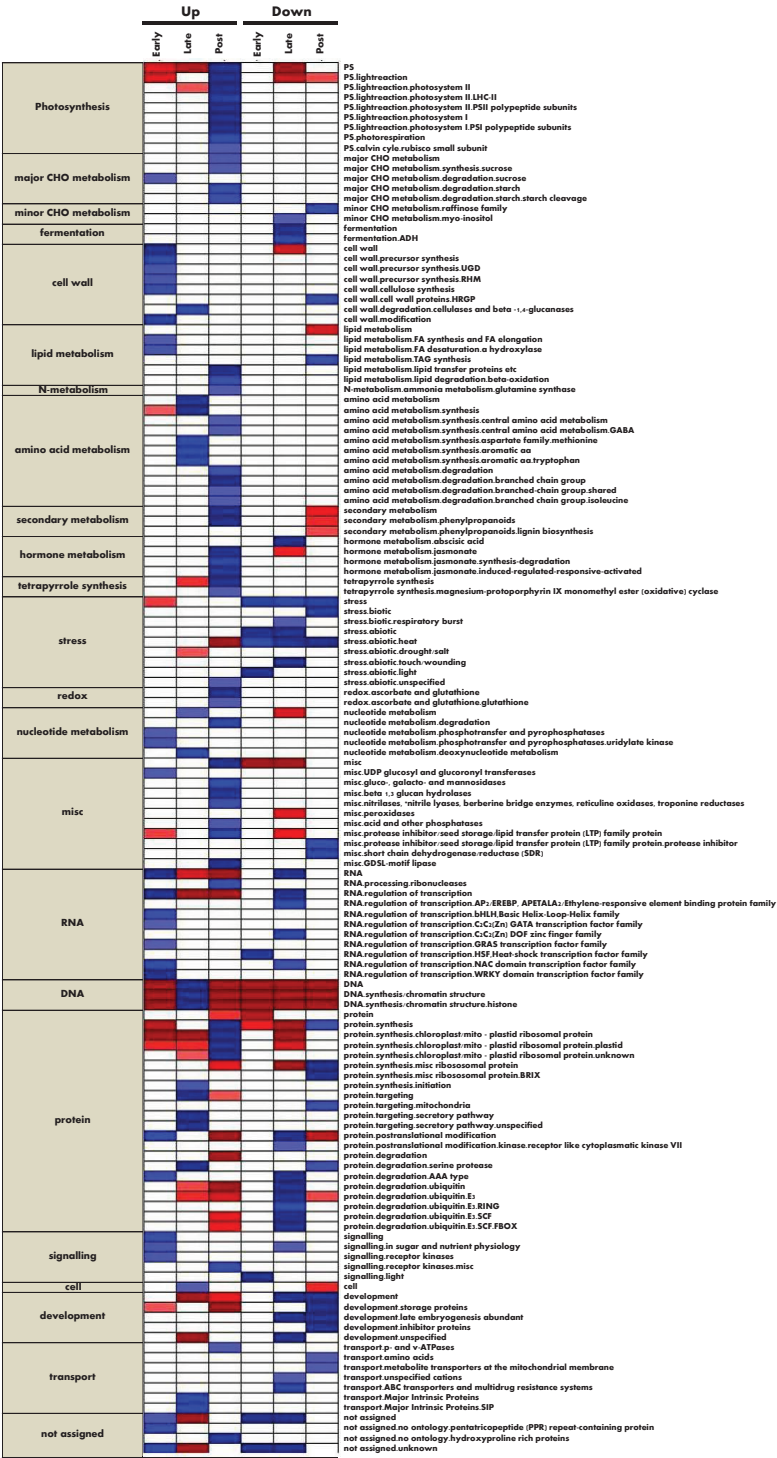 Up Down
Early Late Post Early Late Post
Photosynthesis
PS
PS.lightreaction
PS.lightreaction.photosystem II
PS.lightreaction.photosystem II.LHC-II
PS.lightreaction.photosystem II.PSII polypeptide subunits
PS.lightreaction.photosystem I
PS.lightreaction.photosystem I.PSI polypeptide subunits
PS.photorespiration
PS.calvin cyle.rubisco small subunit
major CHO metabolism
major CHO metabolism
major CHO metabolism.synthesis.sucrose
major CHO metabolism.degradation.sucrose
major CHO metabolism.degradation.starch
major CHO metabolism.degradation.starch.starch cleavage
minor CHO metabolism
minor CHO metabolism.raffinose family
minor CHO metabolism.myo-inositol
fermentation
fermentation
fermentation.ADH
cell wall
cell wall
cell wall.precursor synthesis
cell wall.precursor synthesis.UGD
cell wall.precursor synthesis.RHM
cell wall.cellulose synthesis
cell wall.cell wall proteins.HRGP
cell wall.degradation.cellulases and beta -1,4-glucanases
cell wall.modification
lipid metabolism
lipid metabolism
lipid metabolism.FA synthesis and FA elongation
lipid metabolism.FA desaturation.a hydroxylase
lipid metabolism.TAG synthesis
lipid metabolism.lipid transfer proteins etc
lipid metabolism.lipid degradation.beta-oxidation
N-metabolism
N-metabolism.ammonia metabolism.glutamine synthase
amino acid metabolism
amino acid metabolism
amino acid metabolism.synthesis
amino acid metabolism.synthesis.central amino acid metabolism
amino acid metabolism.synthesis.central amino acid metabolism.GABA
amino acid metabolism.synthesis.aspartate family.methionine
amino acid metabolism.synthesis.aromatic aa
amino acid metabolism.synthesis.aromatic aa.tryptophan
amino acid metabolism.degradation
amino acid metabolism.degradation.branched chain group
amino acid metabolism.degradation.branched-chain group.shared
amino acid metabolism.degradation.branched-chain group.isoleucine
secondary metabolism
secondary metabolism
secondary metabolism.phenylpropanoids
secondary metabolism.phenylpropanoids.lignin biosynthesis
hormone metabolism
hormone metabolism.abscisic acid
hormone metabolism.jasmonate
hormone metabolism.jasmonate.synthesis-degradation
hormone metabolism.jasmonate.induced-regulated-responsive-activated
tetrapyrrole synthesis
tetrapyrrole synthesis
tetrapyrrole synthesis.magnesium-protoporphyrin IX monomethyl ester (oxidative) cyclase
stress
stress
stress.biotic
stress.biotic.respiratory burst
stress.abiotic
stress.abiotic.heat
stress.abiotic.drought/salt
stress.abiotic.touch/wounding
stress.abiotic.light
stress.abiotic.unspecified
redox
redox.ascorbate and glutathione
redox.ascorbate and glutathione.glutathione
nucleotide metabolism
nucleotide metabolism
nucleotide metabolism.degradation
nucleotide metabolism.phosphotransfer and pyrophosphatases
nucleotide metabolism.phosphotransfer and pyrophosphatases.uridylate kinase
nucleotide metabolism.deoxynucleotide metabolism
misc
misc
misc.UDP glucosyl and glucoronyl transferases
misc.gluco-, galacto- and mannosidases
misc.beta 1,3 glucan hydrolases
misc.nitrilases, *nitrile lyases, berberine bridge enzymes, reticuline oxidases, troponine reductases
misc.peroxidases
misc.acid and other phosphatases
misc.protease inhibitor/seed storage/lipid transfer protein (LTP) family protein
misc.protease inhibitor/seed storage/lipid transfer protein (LTP) family protein.protease inhibitor
misc.short chain dehydrogenase/reductase (SDR)
misc.GDSL-motif lipase
RNA
RNA
RNA.processing.ribonucleases
RNA.regulation of transcription
RNA.regulation of transcription.AP2/EREBP, APETALA2/Ethylene-responsive element binding protein family
RNA.regulation of transcription.bHLH,Basic Helix-Loop-Helix family
RNA.regulation of transcription.C2C2(Zn) GATA transcription factor family
RNA.regulation of transcription.C2C2(Zn) DOF zinc finger family
RNA.regulation of transcription.GRAS transcription factor family
RNA.regulation of transcription.HSF,Heat-shock transcription factor family
RNA.regulation of transcription.NAC domain transcription factor family
RNA.regulation of transcription.WRKY domain transcription factor family
DNA
DNA
DNA.synthesis/chromatin structure
DNA.synthesis/chromatin structure.histone
protein
protein
protein.synthesis
protein.synthesis.chloroplast/mito - plastid ribosomal protein
protein.synthesis.chloroplast/mito - plastid ribosomal protein.plastid
protein.synthesis.chloroplast/mito - plastid ribosomal protein.unknown
protein.synthesis.misc ribososomal protein
protein.synthesis.misc ribososomal protein.BRIX
protein.synthesis.initiation
protein.targeting
protein.targeting.mitochondria
protein.targeting.secretory pathway
protein.targeting.secretory pathway.unspecified
protein.postranslational modification
protein.postranslational modification.kinase.receptor like cytoplasmatic kinase VII
protein.degradation
protein.degradation.serine protease
protein.degradation.AAA type
protein.degradation.ubiquitin
protein.degradation.ubiquitin.E3
protein.degradation.ubiquitin.E3.RING
protein.degradation.ubiquitin.E3.SCF
protein.degradation.ubiquitin.E3.SCF.FBOX
signalling
signalling
signalling.in sugar and nutrient physiology
signalling.receptor kinases
signalling.receptor kinases.misc
signalling.light
cell
cell
development
development
development.storage proteins
development.late embryogenesis abundant
development.inhibitor proteins
development.unspecified
transport
transport.p- and v-ATPases
transport.amino acids
transport.metabolite transporters at the mitochondrial membrane
transport.unspecified cations
transport.ABC transporters and multidrug resistance systems
transport.Major Intrinsic Proteins
transport.Major Intrinsic Proteins.SIP
not assigned
not assigned
not assigned.no ontology.pentatricopeptide (PPR) repeat-containing protein
not assigned.no ontology.hydroxyproline rich proteins
not assigned.unknown